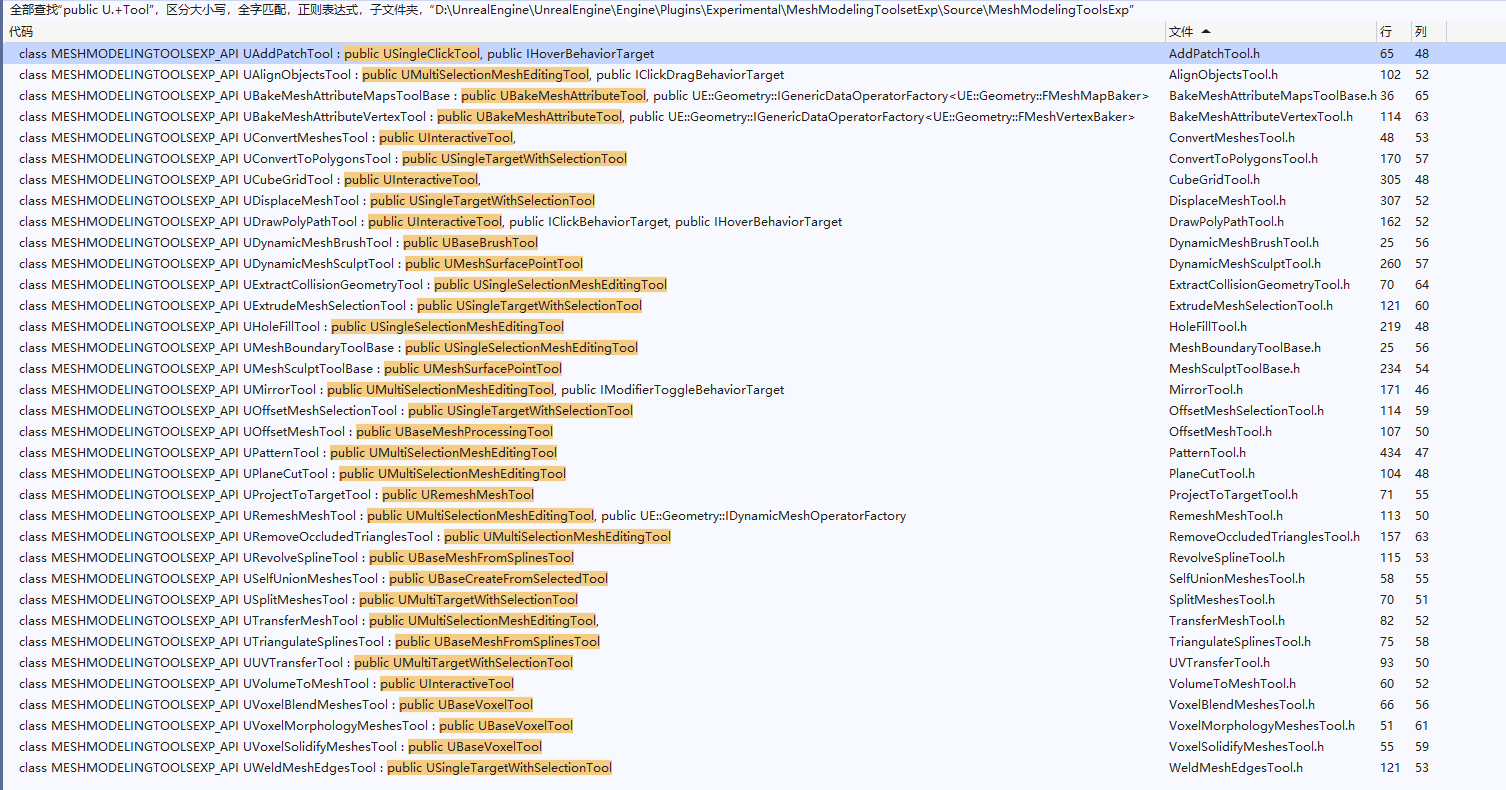 全部查找“public U.+Tool”，区分大小写，全字匹配，正则表达式，子文件夹，“D:\UnrealEngine\UnrealEngine\Engine\Plugins\Experimental\MeshModelingToolsetExp\Source\MeshModelingToolsExp”
代码 文件 行 列
class MESHMODELINGTOOLSEXP_API UAddPatchTool : public USingleClickTool, public IHoverBehaviorTarget AddPatchTool.h 65 48
class MESHMODELINGTOOLSEXP_API UAlignObjectsTool : public UMultiSelectionMeshEditingTool, public IClickDragBehaviorTarget AlignObjectsTool.h 102 52
class MESHMODELINGTOOLSEXP_API UBakeMeshAttributeMapsToolBase : public UBakeMeshAttributeTool, public UE::Geometry::IGenericDataOperatorFactory<UE::Geometry::FMeshMapBaker> BakeMeshAttributeMapsToolBase.h 36 65
class MESHMODELINGTOOLSEXP_API UBakeMeshAttributeVertexTool : public UBakeMeshAttributeTool, public UE::Geometry::IGenericDataOperatorFactory<UE::Geometry::FMeshVertexBaker> BakeMeshAttributeVertexTool.h 114 63
class MESHMODELINGTOOLSEXP_API UConvertMeshesTool : public UInteractiveTool, ConvertMeshesTool.h 48 53
class MESHMODELINGTOOLSEXP_API UConvertToPolygonsTool : public USingleTargetWithSelectionTool ConvertToPolygonsTool.h 170 57
class MESHMODELINGTOOLSEXP_API UCubeGridTool : public UInteractiveTool, CubeGridTool.h 305 48
class MESHMODELINGTOOLSEXP_API UDisplaceMeshTool : public USingleTargetWithSelectionTool DisplaceMeshTool.h 307 52
class MESHMODELINGTOOLSEXP_API UDrawPolyPathTool : public UInteractiveTool, public IClickBehaviorTarget, public IHoverBehaviorTarget DrawPolyPathTool.h 162 52
class MESHMODELINGTOOLSEXP_API UDynamicMeshBrushTool : public UBaseBrushTool DynamicMeshBrushTool.h 25 56
class MESHMODELINGTOOLSEXP_API UDynamicMeshSculptTool : public UMeshSurfacePointTool DynamicMeshSculptTool.h 260 57
class MESHMODELINGTOOLSEXP_API UExtractCollisionGeometryTool : public USingleSelectionMeshEditingTool ExtractCollisionGeometryTool.h 70 64
class MESHMODELINGTOOLSEXP_API UExtrudeMeshSelectionTool : public USingleTargetWithSelectionTool ExtrudeMeshSelectionTool.h 121 60
class MESHMODELINGTOOLSEXP_API UHoleFillTool : public USingleSelectionMeshEditingTool HoleFillTool.h 219 48
class MESHMODELINGTOOLSEXP_API UMeshBoundaryToolBase : public USingleSelectionMeshEditingTool MeshBoundaryToolBase.h 25 56
class MESHMODELINGTOOLSEXP_API UMeshSculptToolBase : public UMeshSurfacePointTool MeshSculptToolBase.h 234 54
class MESHMODELINGTOOLSEXP_API UMirrorTool : public UMultiSelectionMeshEditingTool, public IModifierToggleBehaviorTarget MirrorTool.h 171 46
class MESHMODELINGTOOLSEXP_API UOffsetMeshSelectionTool : public USingleTargetWithSelectionTool OffsetMeshSelectionTool.h 114 59
class MESHMODELINGTOOLSEXP_API UOffsetMeshTool : public UBaseMeshProcessingTool OffsetMeshTool.h 107 50
class MESHMODELINGTOOLSEXP_API UPatternTool : public UMultiSelectionMeshEditingTool PatternTool.h 434 47
class MESHMODELINGTOOLSEXP_API UPlaneCutTool : public UMultiSelectionMeshEditingTool PlaneCutTool.h 104 48
class MESHMODELINGTOOLSEXP_API UProjectToTargetTool : public URemeshMeshTool ProjectToTargetTool.h 71 55
class MESHMODELINGTOOLSEXP_API URemeshMeshTool : public UMultiSelectionMeshEditingTool, public UE::Geometry::IDynamicMeshOperatorFactory RemeshMeshTool.h 113 50
class MESHMODELINGTOOLSEXP_API URemoveOccludedTrianglesTool : public UMultiSelectionMeshEditingTool RemoveOccludedTrianglesTool.h 157 63
class MESHMODELINGTOOLSEXP_API URevolveSplineTool : public UBaseMeshFromSplinesTool RevolveSplineTool.h 115 53
class MESHMODELINGTOOLSEXP_API USelfUnionMeshesTool : public UBaseCreateFromSelectedTool SelfUnionMeshesTool.h 58 55
class MESHMODELINGTOOLSEXP_API USplitMeshesTool : public UMultiTargetWithSelectionTool SplitMeshesTool.h 70 51
class MESHMODELINGTOOLSEXP_API UTransferMeshTool : public UMultiSelectionMeshEditingTool, TransferMeshTool.h 82 52
class MESHMODELINGTOOLSEXP_API UTriangulateSplinesTool : public UBaseMeshFromSplinesTool TriangulateSplinesTool.h 75 58
class MESHMODELINGTOOLSEXP_API UUVTransferTool : public UMultiTargetWithSelectionTool UVTransferTool.h 93 50
class MESHMODELINGTOOLSEXP_API UVolumeToMeshTool : public UInteractiveTool VolumeToMeshTool.h 60 52
class MESHMODELINGTOOLSEXP_API UVoxelBlendMeshesTool : public UBaseVoxelTool VoxelBlendMeshesTool.h 66 56
class MESHMODELINGTOOLSEXP_API UVoxelMorphologyMeshesTool : public UBaseVoxelTool VoxelMorphologyMeshesTool.h 51 61
class MESHMODELINGTOOLSEXP_API UVoxelSolidifyMeshesTool : public UBaseVoxelTool VoxelSolidifyMeshesTool.h 55 59
class MESHMODELINGTOOLSEXP_API UWeldMeshEdgesTool : public USingleTargetWithSelectionTool WeldMeshEdgesTool.h 121 53